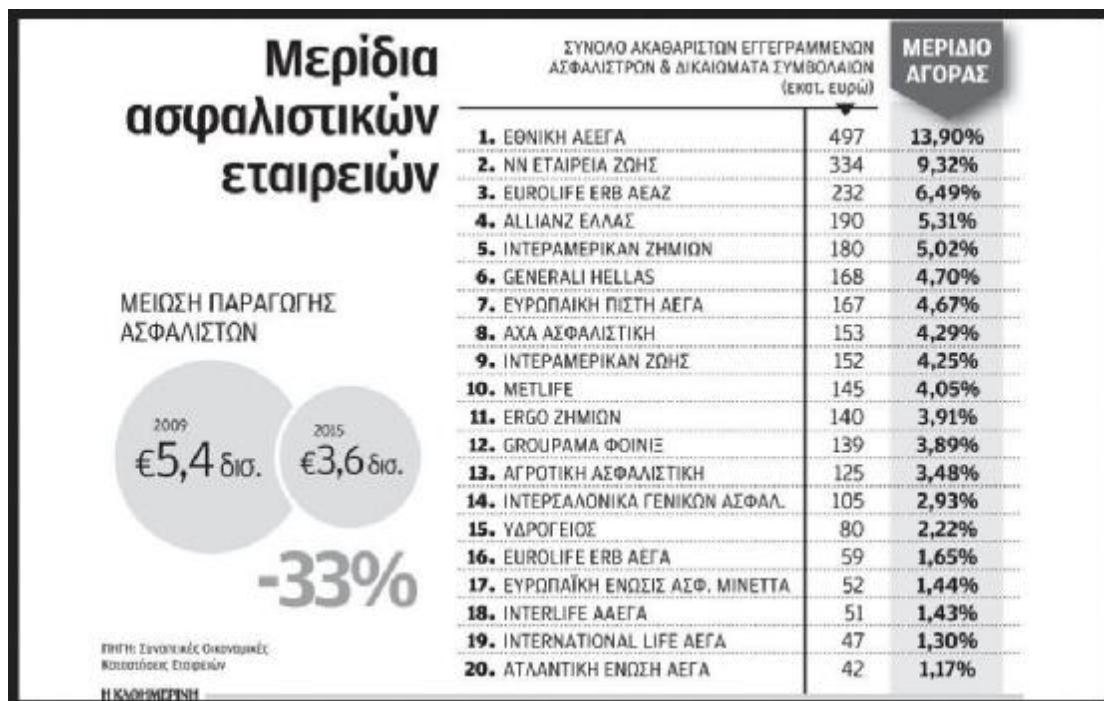 Μερίδια
ασφαλιστικών
εταιρειών
ΣΥΝΟΛΟ ΑΚΑΘΑΡΙΣΤΩΝ ΕΓΓΕΓΡΑΜΜΕΝΩΝ
ΑΣΦΑΛΙΣΤΡΩΝ & ΔΙΚΑΙΩΜΑΤΑ ΣΥΜΒΟΛΑΙΩΝ
(εκατ. ευρώ)
ΜΕΡΙΔΙΟ
ΑΓΟΡΑΣ
1. ΕΘΝΙΚΗ ΑΕΕΓΑ 497 13,90%
2. ΝΝ ΕΤΑΙΡΕΙΑ ΖΩΗΣ 334 9,32%
3. EUROLIFE ERB ΑΕΑΖ 232 6,49%
4. ALLIANZ ΕΛΛΑΣ 190 5,31%
5. ΙΝΤΕΡΑΜΕΡΙΚΑΝ ΖΗΜΙΩΝ 180 5,02%
6. GENERALI HELLAS 168 4,70%
7. ΕΥΡΩΠΑΙΚΗ ΠΙΣΤΗ ΑΕΓΑ 167 4,67%
8. AXA ΑΣΦΑΛΙΣΤΙΚΗ 153 4,29%
9. ΙΝΤΕΡΑΜΕΡΙΚΑΝ ΖΩΗΣ 152 4,25%
10. METLIFE 145 4,05%
11. ERGO ΖΗΜΙΩΝ 140 3,91%
12. GROUPAMA ΦΟΙΝΙΞ 139 3,89%
13. ΑΓΡΟΤΙΚΗ ΑΣΦΑΛΙΣΤΙΚΗ 125 3,48%
14. ΙΝΤΕΡΣΑΛΟΝΙΚΑ ΓΕΝΙΚΩΝ ΑΣΦΑΛ. 105 2,93%
15. ΥΔΡΟΓΕΙΟΣ 80 2,22%
16. EUROLIFE ERB ΑΕΓΑ 59 1,65%
17. ΕΥΡΩΠΑΪΚΗ ΕΝΩΣΙΣ ΑΣΦ. ΜΙΝΕΤΤΑ 52 1,44%
18. INTERLIFE ΑΑΕΓΑ 51 1,43%
19. INTERNATIONAL LIFE ΑΕΓΑ 47 1,30%
20. ΑΤΛΑΝΤΙΚΗ ΕΝΩΣΗ ΑΕΓΑ 42 1,17%
ΜΕΙΩΣΗ ΠΑΡΑΓΩΓΗΣ
ΑΣΦΑΛΙΣΤΩΝ
2009
€5,4 δισ.
2015
€3,6 δισ.
-33%
ΠΗΓΗ: Συνοπτικές Οικονομικές
Καταστάσεις Εταιρειών
Η ΚΑΘΗΜΕΡΙΝΗ